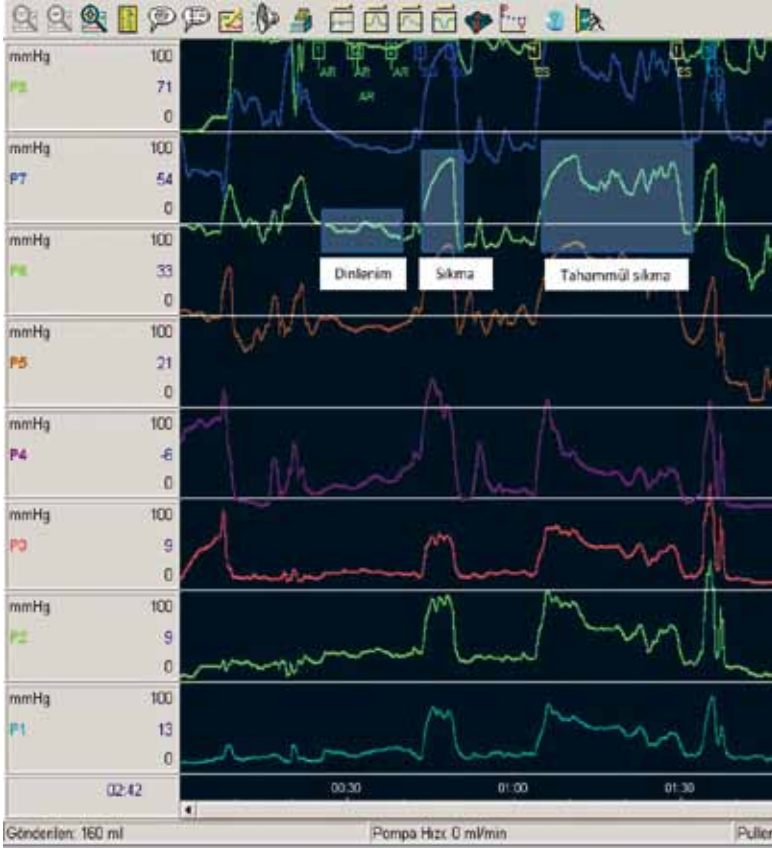 mmHg 100
P8 71
0
mmHg 100
P7 54
0
mmHg 100
P6 33
0
Dinlenim Sıkma Tahammül sıkma
mmHg 100
P5 21
0
mmHg 100
P4 -6
0
mmHg 100
P3 9
0
mmHg 100
P2 9
0
mmHg 100
P1 13
0
02:42 00:30 01:00 01:30
Gönderilen: 160 ml Pompa Hızı: 0 ml/min